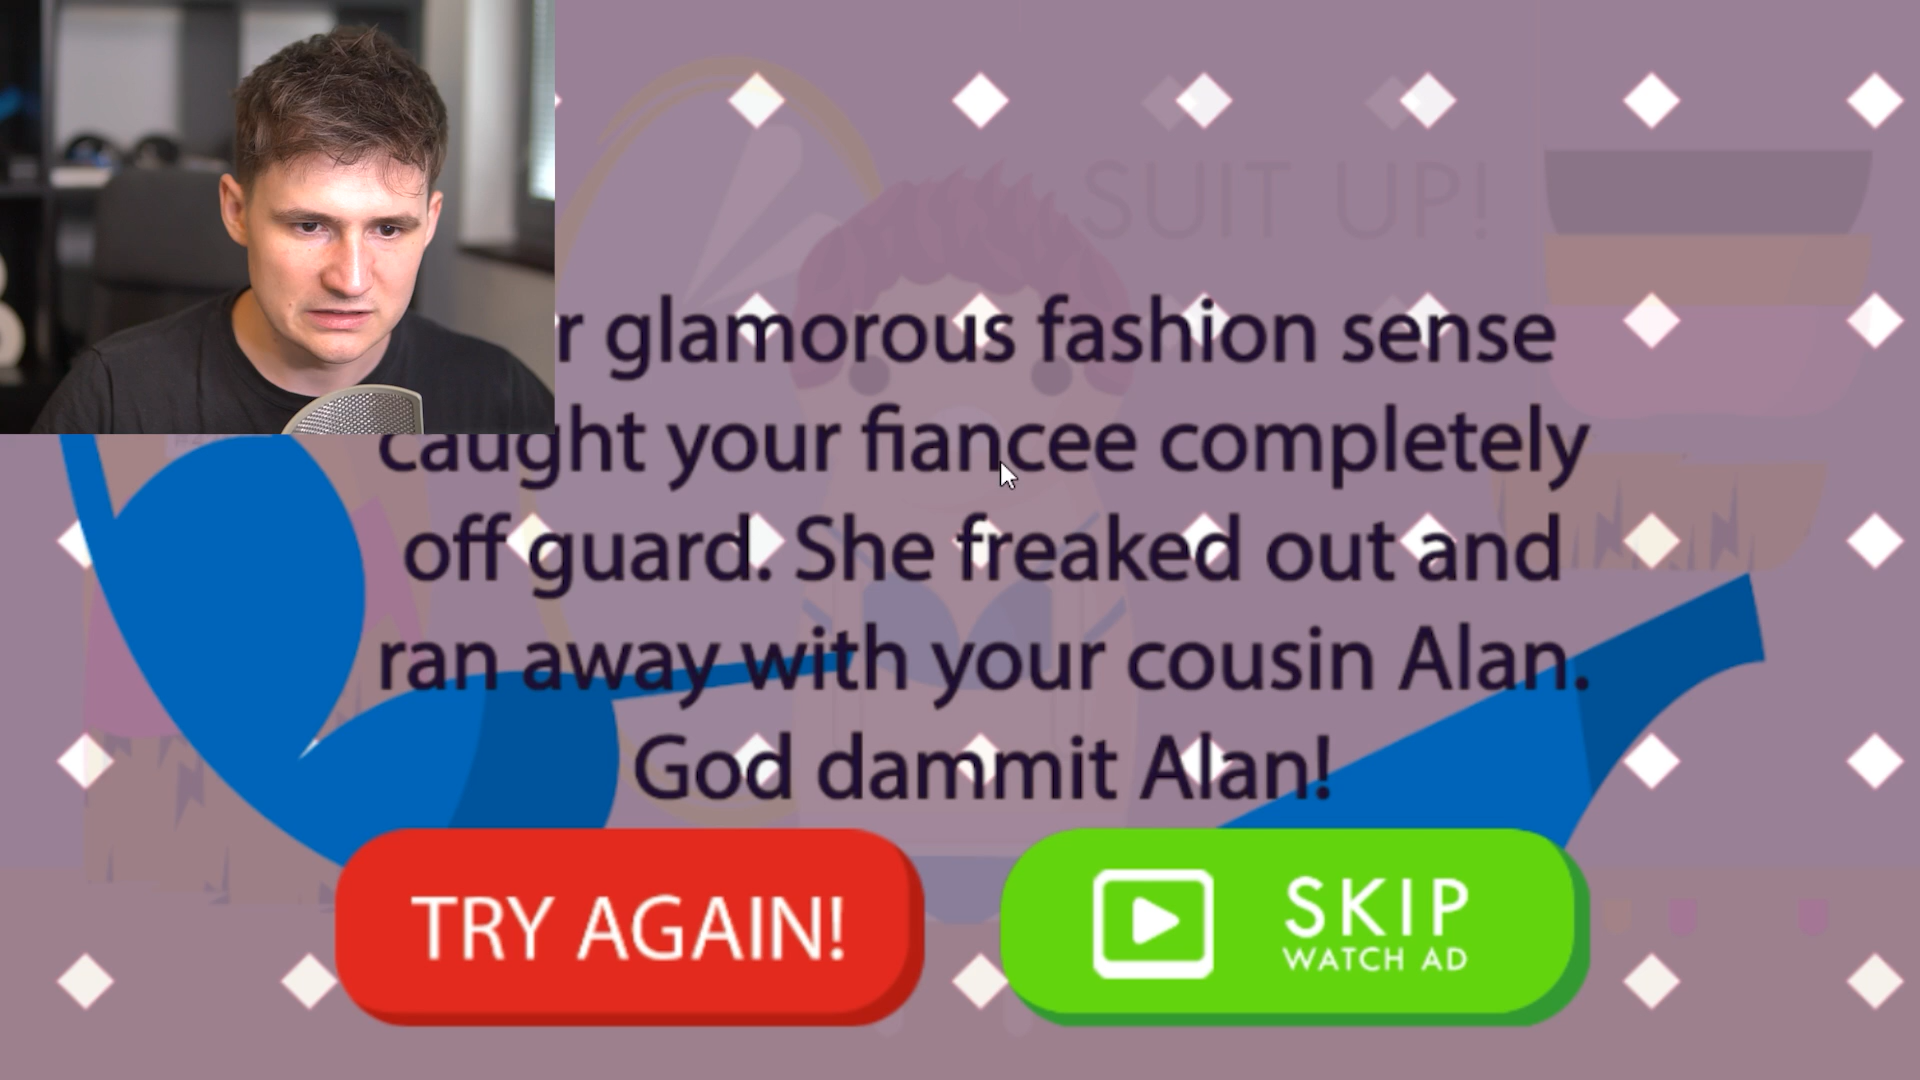 SUIT UP!
r glamorous fashion sense
caught your fiancee completely
off guard. She freaked out and
ran away with your cousin Alan.
God dammit Alan!
TRY AGAIN!
SKIP
WATCH AD